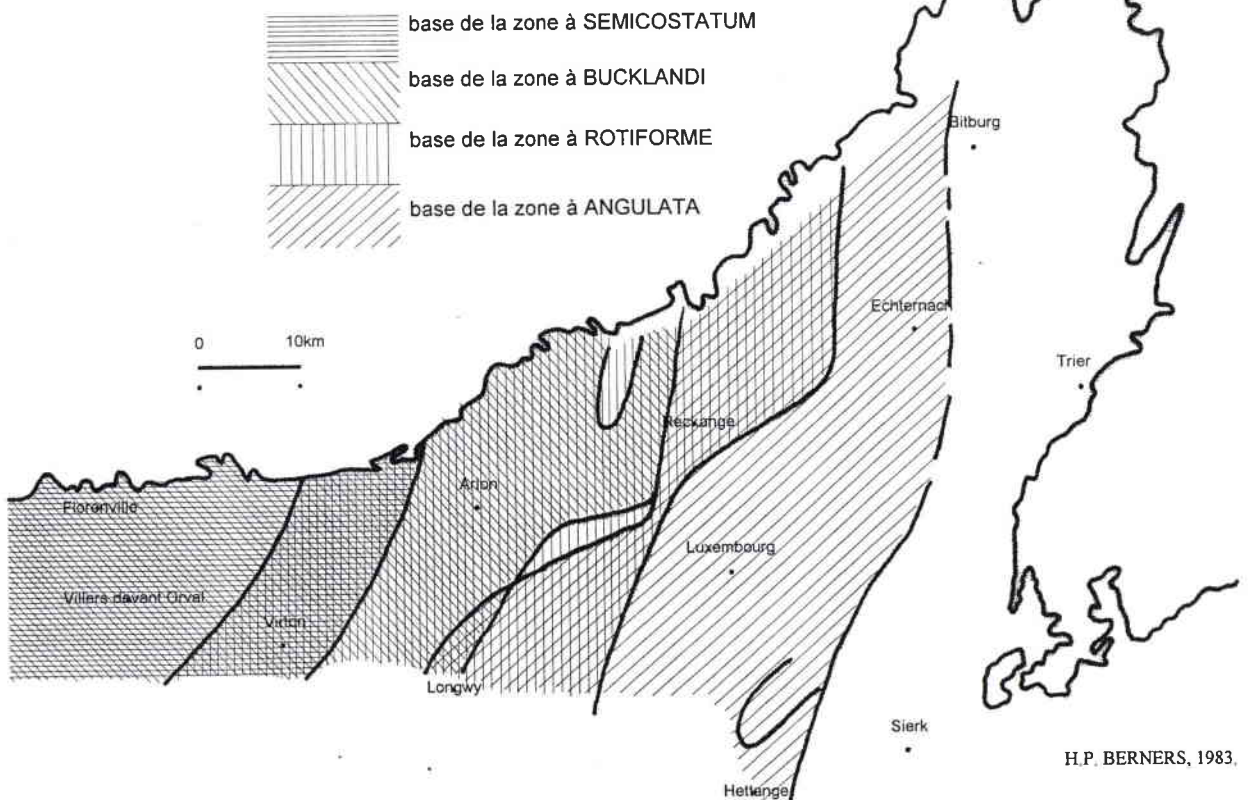 base de la zone à SEMICOSTATUM
base de la zone à BUCKLANDI
base de la zone à ROTIFORME
base de la zone à ANGULATA
Bitburg
Echternach
0 10km
Trier
Reckange
Arlon
Florenville
Luxembourg
Villers davant Orval
Virton
Longwy
Sierk
H.P. BERNERS, 1983.
Hettange